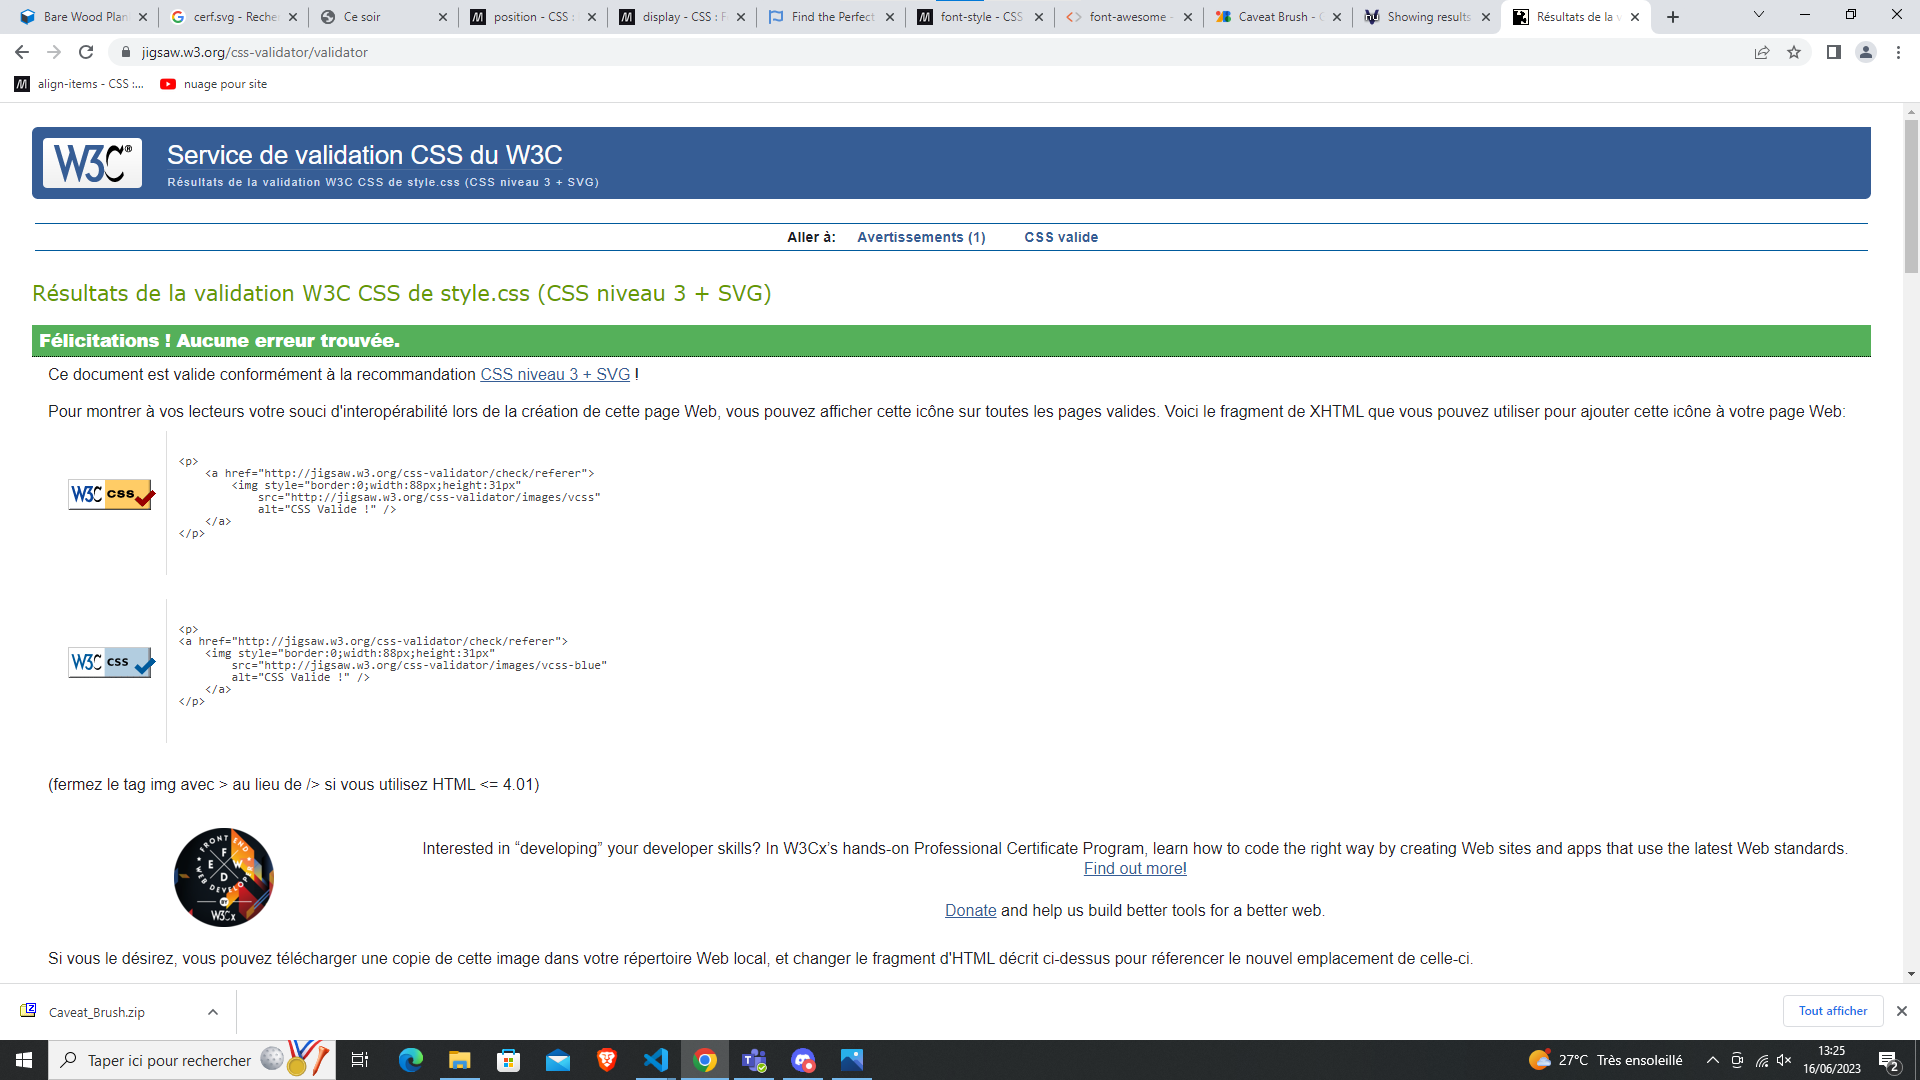 Bare Wood Plan
cerf.svg - Reche
Ce soir
position - CSS :
display - CSS : F
Find the Perfect
font-style - CSS
font-awesome -
Caveat Brush - G
Showing results
Résultats de la v
jigsaw.w3.org/css-validator/validator
align-items - CSS :...
nuage pour site
W3C®
Service de validation CSS du W3C
Résultats de la validation W3C CSS de style.css (CSS niveau 3 + SVG)
Aller à: Avertissements (1) CSS valide
Résultats de la validation W3C CSS de style.css (CSS niveau 3 + SVG)
Félicitations ! Aucune erreur trouvée.
Ce document est valide conformément à la recommandation CSS niveau 3 + SVG !
Pour montrer à vos lecteurs votre souci d'interopérabilité lors de la création de cette page Web, vous pouvez afficher cette icône sur toutes les pages valides. Voici le fragment de XHTML que vous pouvez utiliser pour ajouter cette icône à votre page Web:
W3C css
<p>
<a href="http://jigsaw.w3.org/css-validator/check/referer">
<img style="border:0;width:88px;height:31px"
src="http://jigsaw.w3.org/css-validator/images/vcss"
alt="CSS Valide !" />
</a>
</p>
W3C css
<p>
<a href="http://jigsaw.w3.org/css-validator/check/referer">
<img style="border:0;width:88px;height:31px"
src="http://jigsaw.w3.org/css-validator/images/vcss-blue"
alt="CSS Valide !" />
</a>
</p>
(fermez le tag img avec > au lieu de /> si vous utilisez HTML <= 4.01)
FRONT END
F
E W
D
WEB DEVELOPER
BY
W3Cx
Interested in “developing” your developer skills? In W3Cx’s hands-on Professional Certificate Program, learn how to code the right way by creating Web sites and apps that use the latest Web standards.
Find out more!
Donate and help us build better tools for a better web.
Si vous le désirez, vous pouvez télécharger une copie de cette image dans votre répertoire Web local, et changer le fragment d'HTML décrit ci-dessus pour réferencer le nouvel emplacement de celle-ci.
Caveat_Brush.zip
Tout afficher
Taper ici pour rechercher
27°C Très ensoleillé
13:25
16/06/2023
2